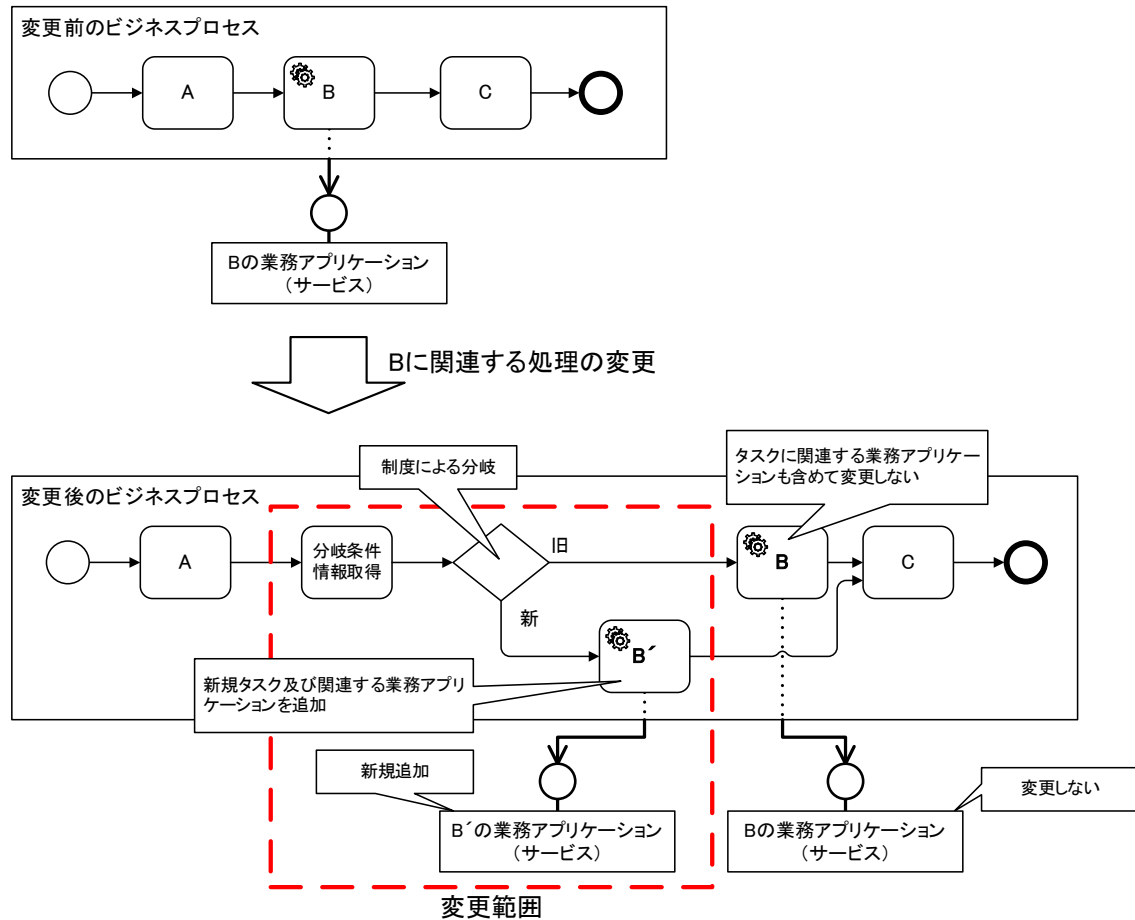 変更前のビジネスプロセス
A
B
C
Bの業務アプリケーション
（サービス）
Bに関連する処理の変更
制度による分岐
タスクに関連する業務アプリケー
ションも含めて変更しない
変更後のビジネスプロセス
A
分岐条件
情報取得
旧
B
C
新
B´
新規タスク及び関連する業務アプリ
ケーションを追加
新規追加
変更しない
B´の業務アプリケーション
（サービス）
Bの業務アプリケーション
（サービス）
変更範囲